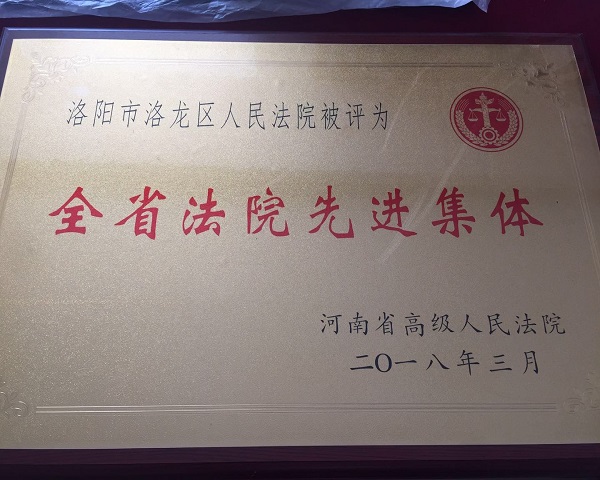 洛阳市洛龙区人民法院被评为
全省法院先进集体
河南省高级人民法院
二〇一八年三月